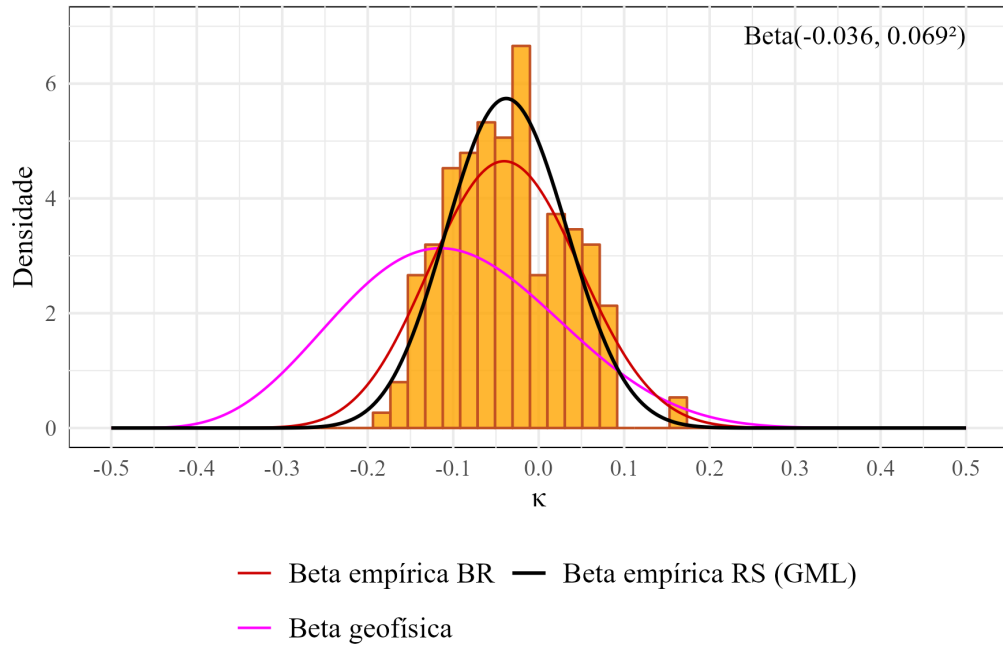 Beta(-0.036, 0.069²)
Densidade
6
4
2
0
-0.5 -0.4 -0.3 -0.2 -0.1 0.0 0.1 0.2 0.3 0.4 0.5
κ
Beta empírica BR Beta empírica RS (GML)
Beta geofísica